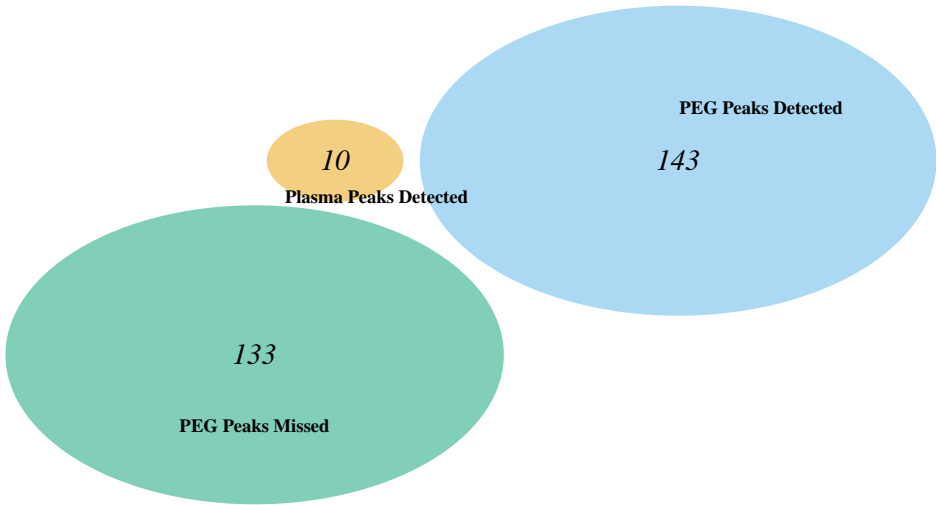 PEG Peaks Detected
10
143
Plasma Peaks Detected
133
PEG Peaks Missed